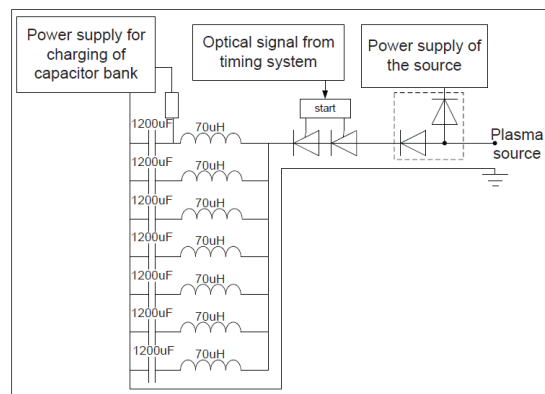 Power supply for
charging of
capacitor bank
Optical signal from
timing system
Power supply of
the source
start
1200uF
70uH
Plasma
source
1200uF
70uH
1200uF
70uH
1200uF
70uH
1200uF
70uH
1200uF
70uH
1200uF
70uH